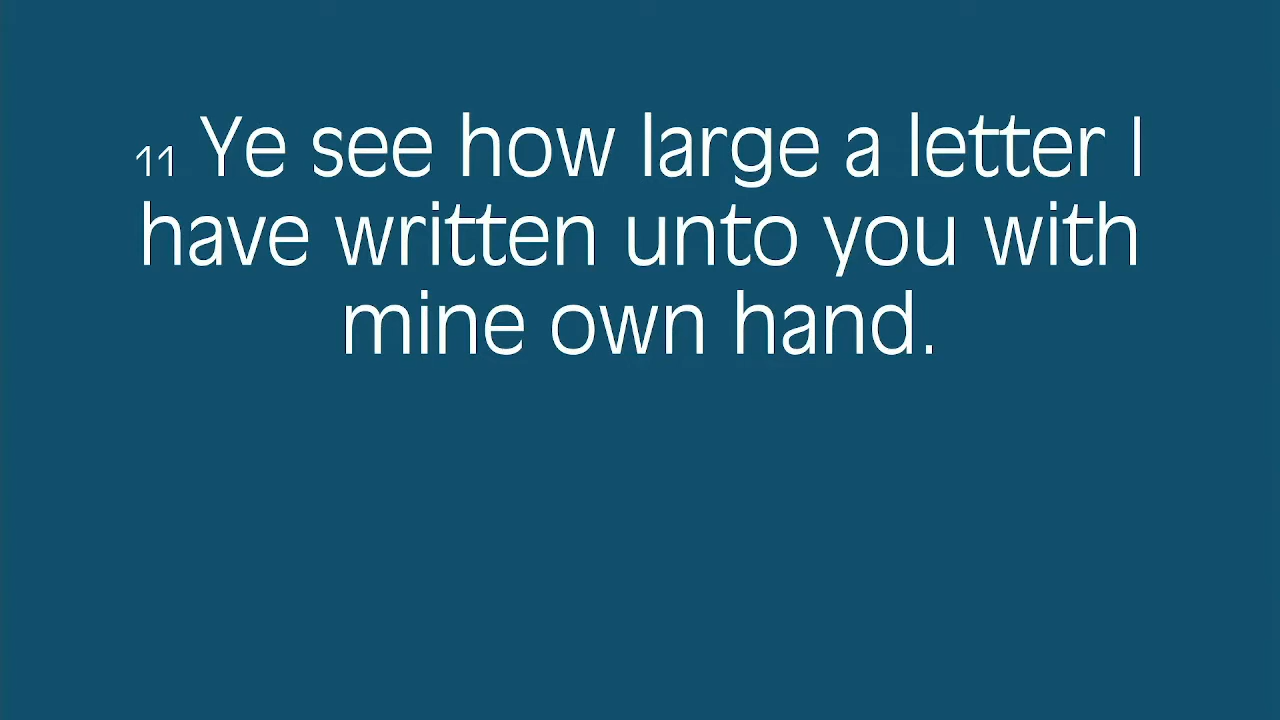 11 Ye see how large a letter I
have written unto you with
mine own hand.